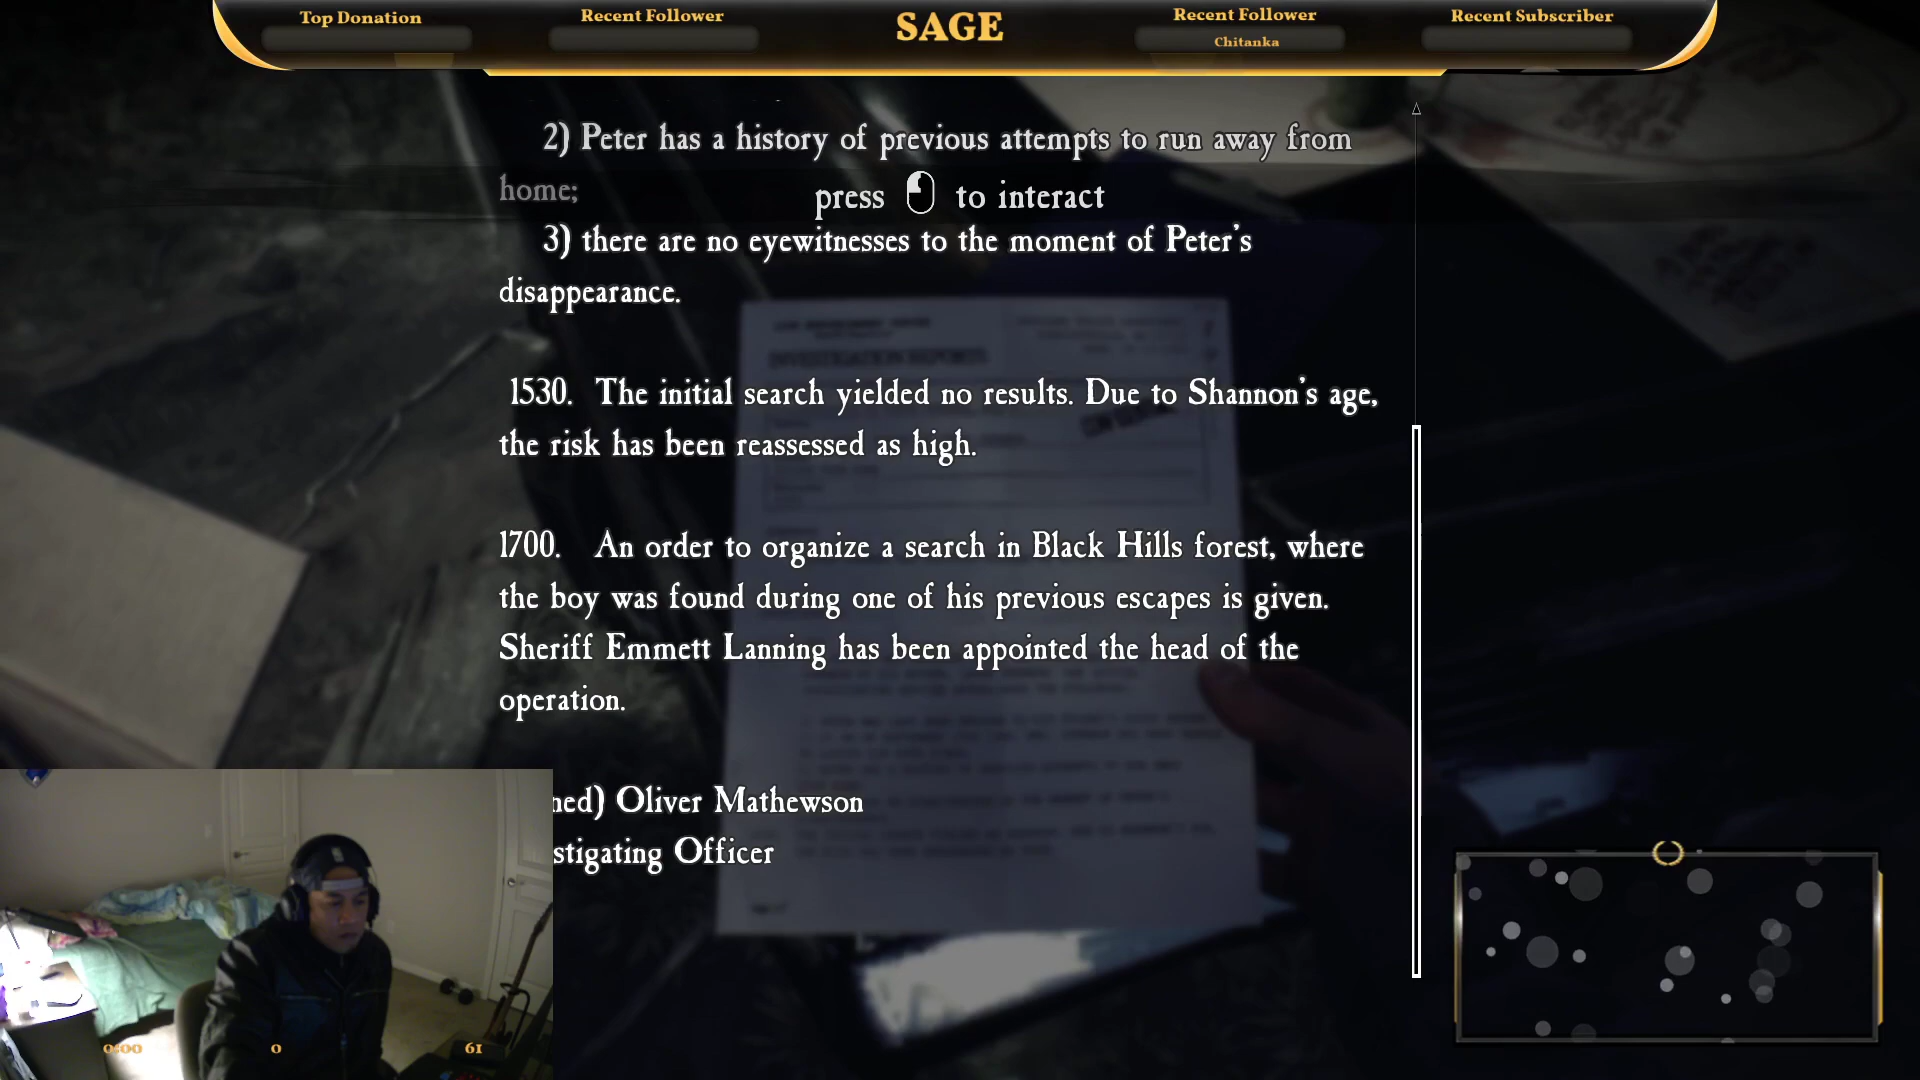 Top Donation
Recent Follower
SAGE
Recent Follower
Recent Subscriber
Chitanka
2) Peter has a history of previous attempts to run away from
home;
press to interact
3) there are no eyewitnesses to the moment of Peter's
disappearance.
1530. The initial search yielded no results. Due to Shannon's age,
the risk has been reassessed as high.
1700. An order to organize a search in Black Hills forest, where
the boy was found during one of his previous escapes is given.
Sheriff Emmett Lanning has been appointed the head of the
operation.
ned) Oliver Mathewson
stigating Officer
INVESTIGATION REPORT
0:00
0
61